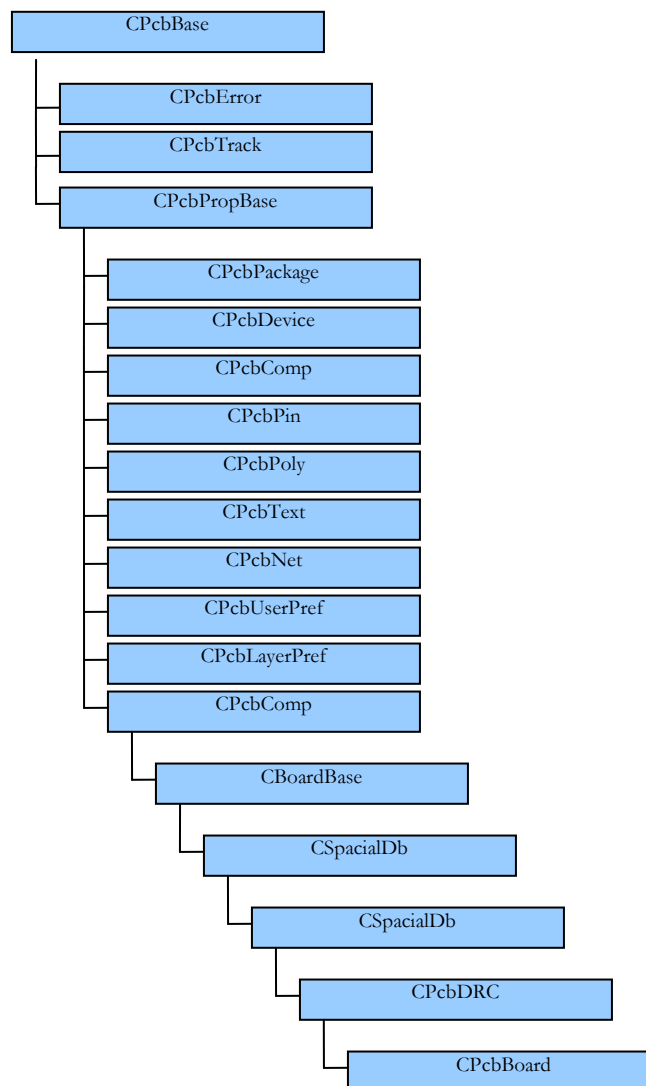 CPcbBase
CPcbError
CPcbTrack
CPcbPropBase
CPcbPackage
CPcbDevice
CPcbComp
CPcbPin
CPcbPoly
CPcbText
CPcbNet
CPcbUserPref
CPcbLayerPref
CPcbComp
CBoardBase
CSpacialDb
CSpacialDb
CPcbDRC
CPcbBoard